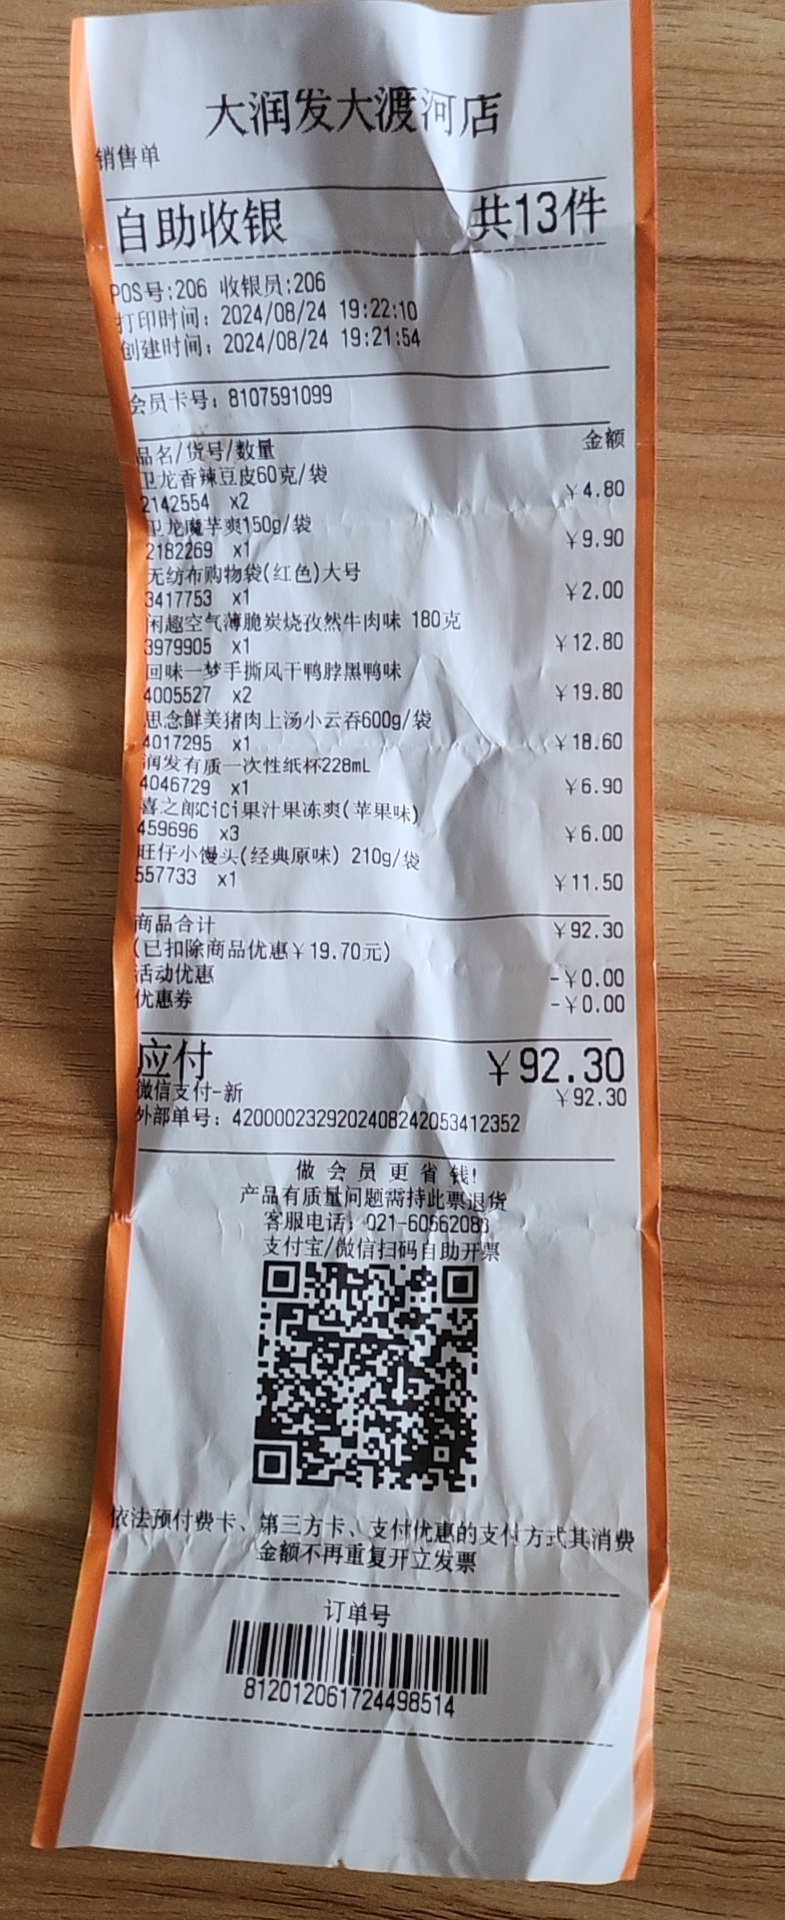 大润发大渡河店
销售单
自助收银 共13件
POS号:206 收银员:206
打印时间: 2024/08/24 19:22:10
创建时间: 2024/08/24 19:21:54
会员卡号: 8107591099
品名/货号/数量 金额
卫龙香辣豆皮60克/袋
2142554 x2 ¥4.80
卫龙魔芋爽150g/袋
2182269 x1 ¥9.90
无纺布购物袋(红色)大号
3417753 x1 ¥2.00
闲趣空气薄脆炭烧孜然牛肉味 180克
3979905 x1 ¥12.80
回味一梦手撕风干鸭脖黑鸭味
4005527 x2 ¥19.80
思念鲜美猪肉上汤小云吞600g/袋
4017295 x1 ¥18.60
润发有质一次性纸杯228mL
4046729 x1 ¥6.90
喜之郎CiCi果汁果冻爽(苹果味)
459696 x3 ¥6.00
旺仔小馒头(经典原味) 210g/袋
557733 x1 ¥11.50
商品合计 ¥92.30
(已扣除商品优惠¥19.70元)
活动优惠 -¥0.00
优惠券 -¥0.00
应付 ¥92.30
微信支付-新 ¥92.30
外部单号: 4200002329202408242053412352
做会员更省钱!
产品有质量问题需持此票退货
客服电话: 021-60662083
支付宝/微信扫码自助开票
依法预付费卡、第三方卡、支付优惠的支付方式其消费
金额不再重复开立发票
订单号
812012061724498514